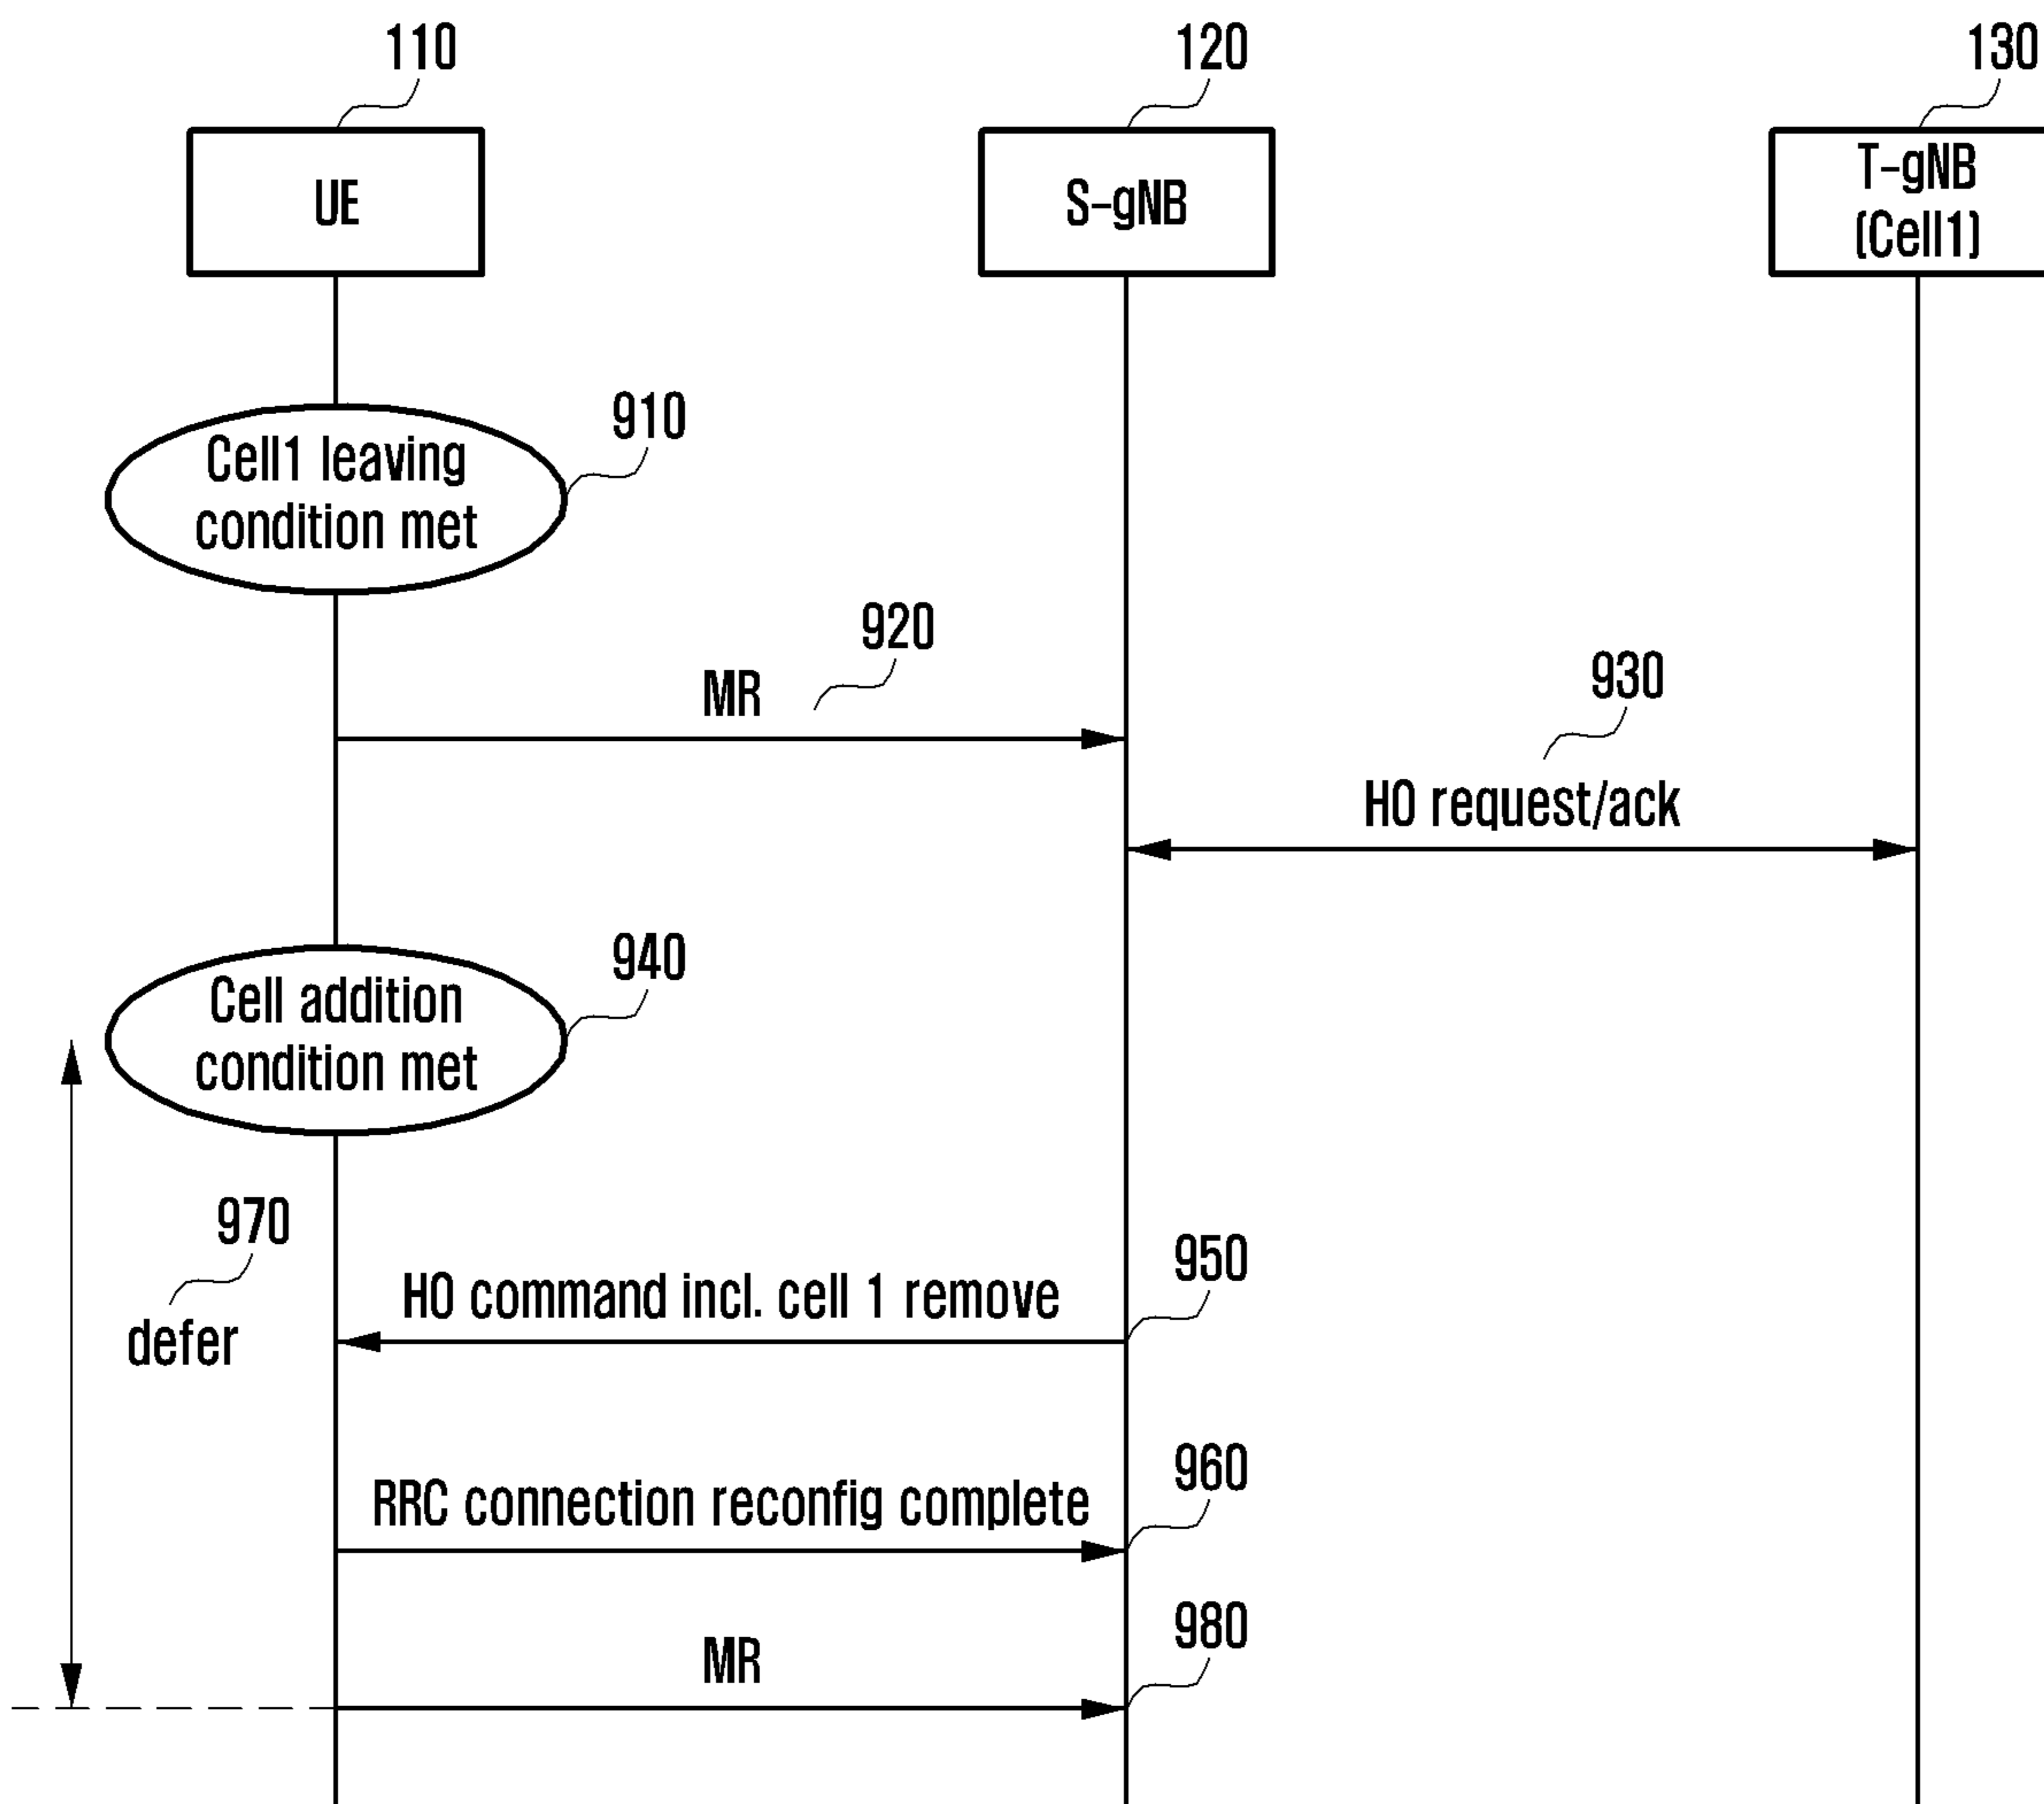 110
120
130
UE
S-gNB
T-gNB
(Cell1)
910
Cell1 leaving
condition met
920
MR
930
HO request/ack
940
Cell addition
condition met
970
defer
950
HO command incl. cell 1 remove
960
RRC connection reconfig complete
980
MR